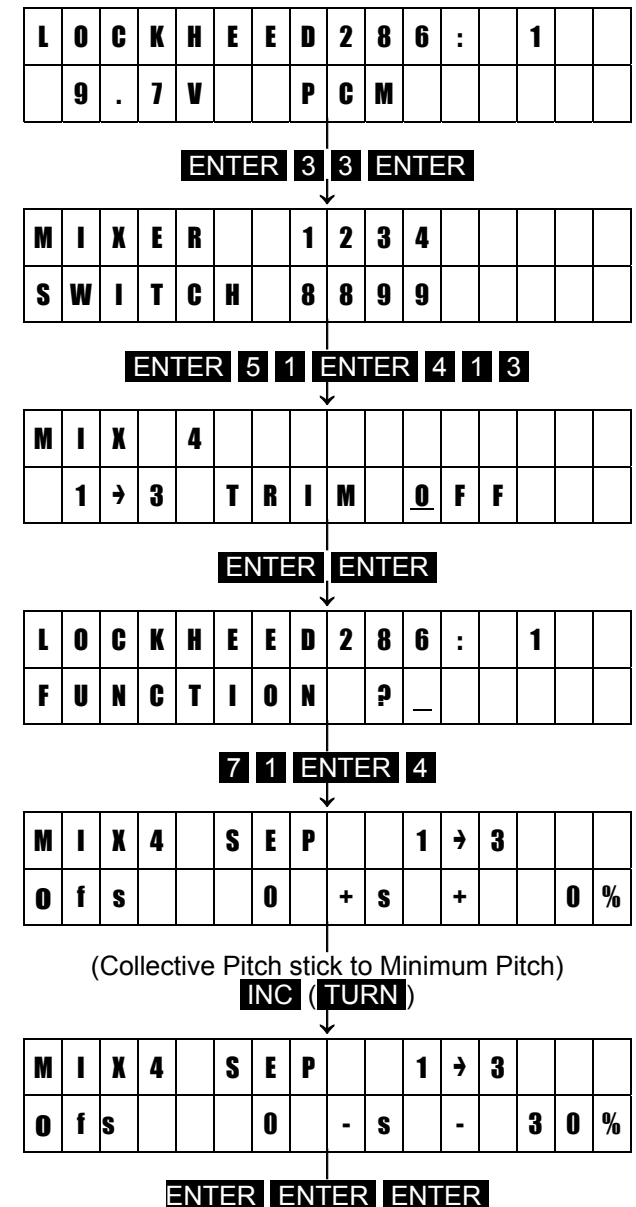 LOCKHEED286: 1
9.7V PCM
ENTER 3 3 ENTER
MIXER 1234
SWITCH 8899
ENTER 5 1 ENTER 4 1 3
MIX 4
1→3 TRIM OFF
ENTER ENTER
LOCKHEED286: 1
FUNCTION ?_
7 1 ENTER 4
MIX4 SEP 1→3
Ofs 0 +s + 0%
(Collective Pitch stick to Minimum Pitch)
INC (TURN)
MIX4 SEP 1→3
Ofs 0 -s - 30%
ENTER ENTER ENTER